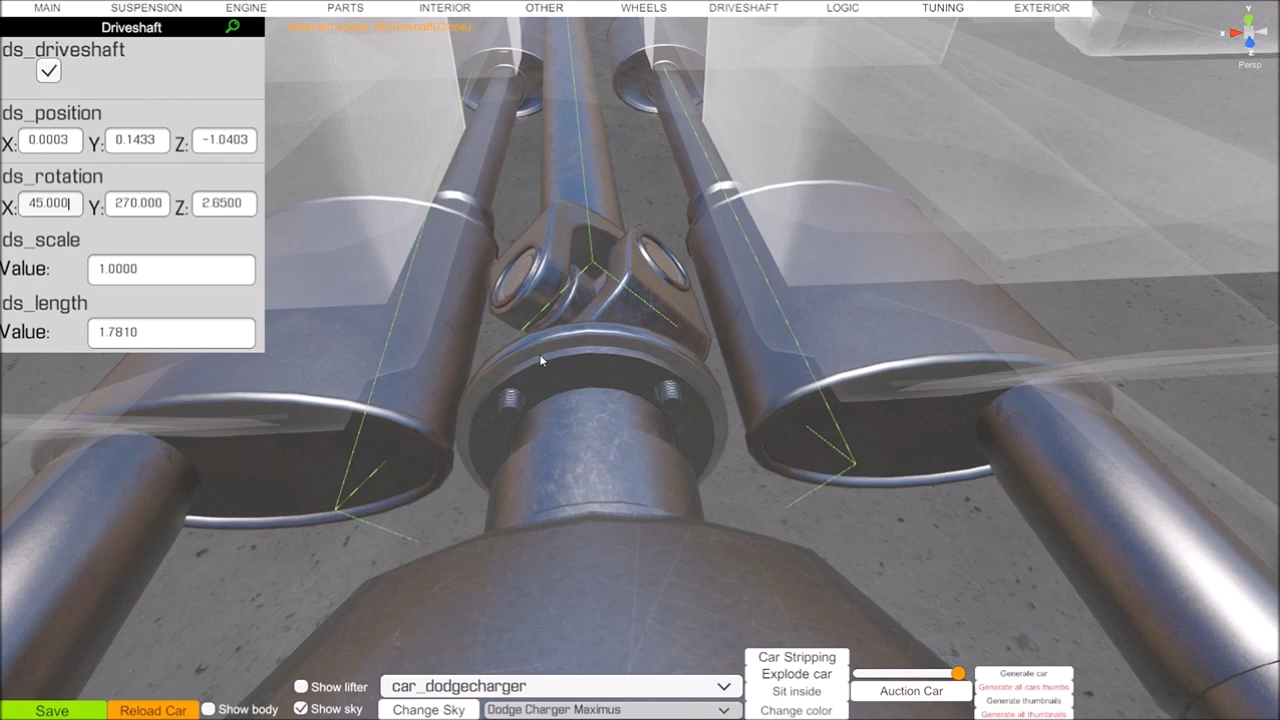 MAIN SUSPENSION ENGINE PARTS INTERIOR OTHER WHEELS DRIVESHAFT LOGIC TUNING EXTERIOR
Driveshaft
ds_driveshaft
ds_position
X: 0.0003 Y: 0.1433 Z: -1.0403
ds_rotation
X: 45.000 Y: 270.000 Z: 2.6500
ds_scale
Value: 1.0000
ds_length
Value: 1.7810
Y
X
Z
Persp
Show lifter
car_dodgecharger
Car Stripping
Explode car
Sit inside
Change color
Auction Car
Generate car
Generate all cars thumbs
Generate thumbnails
Generate all thumbnails
Save
Reload Car
Show body
Show sky
Change Sky
Dodge Charger Maximus